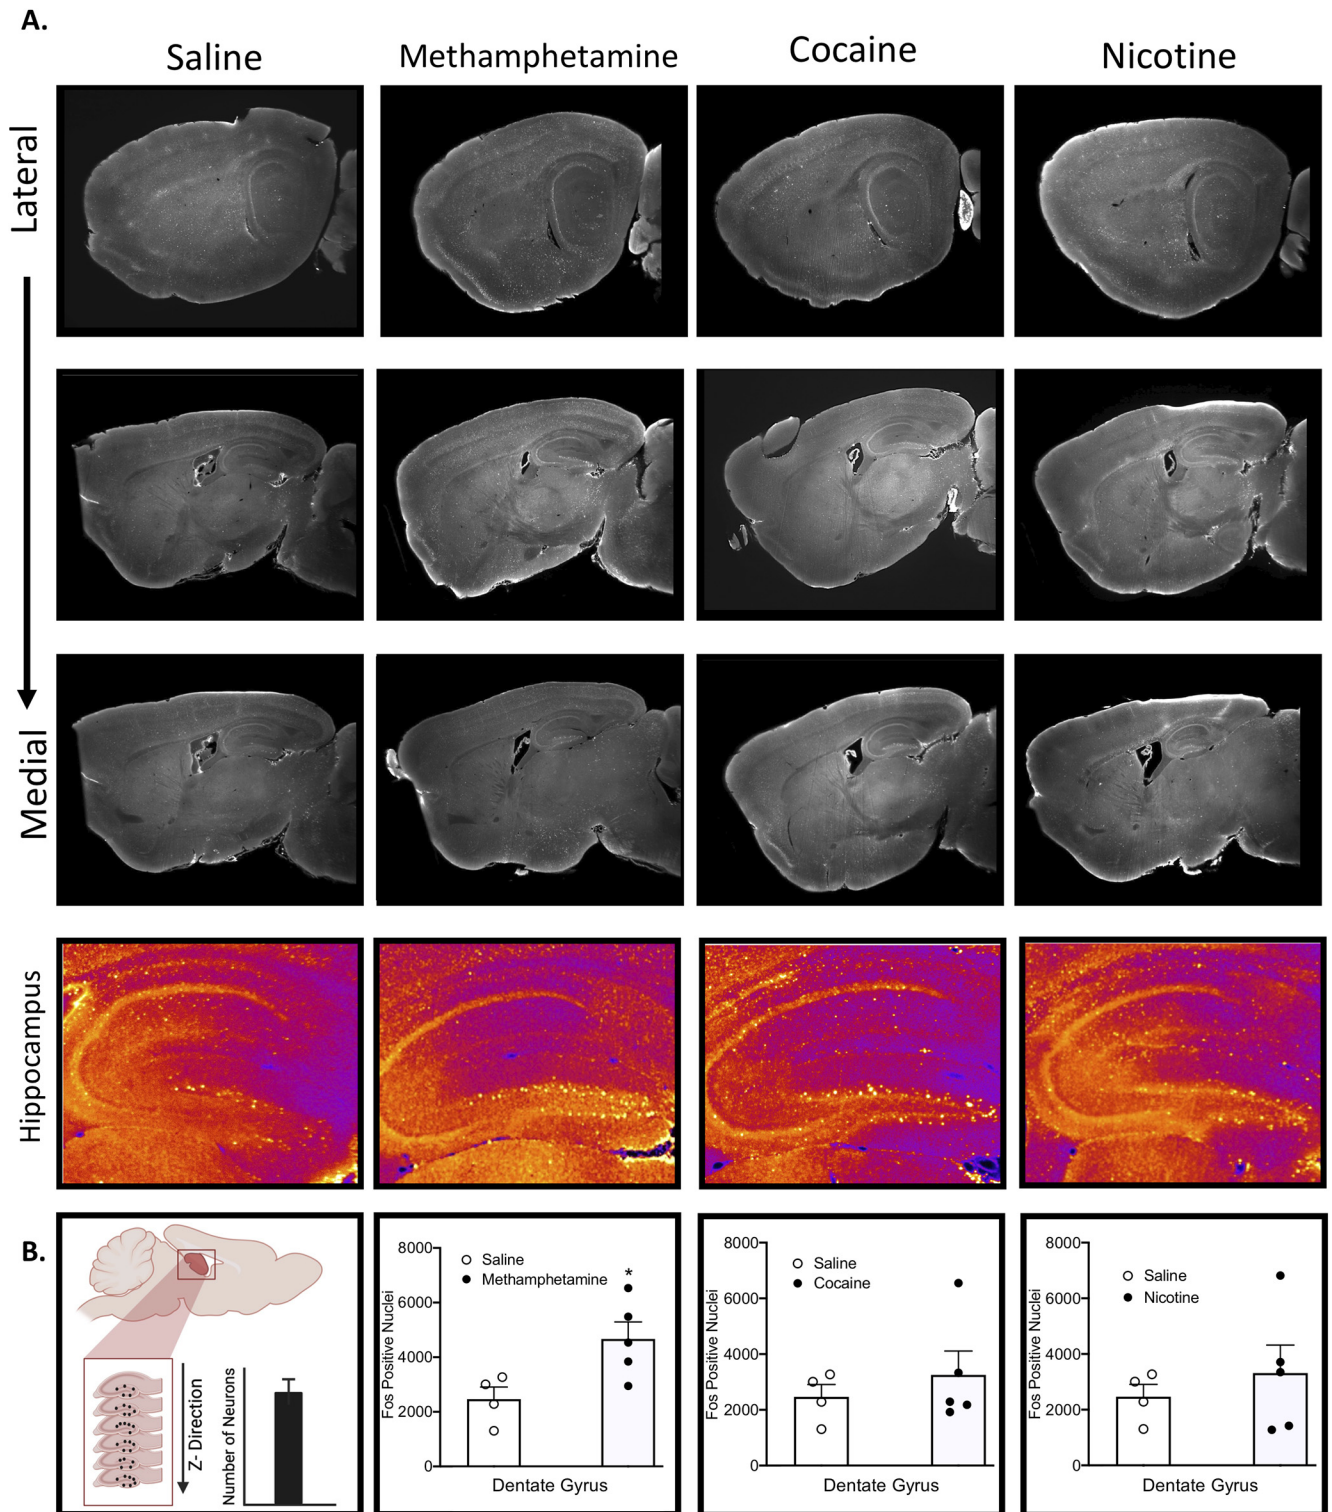 A.
Saline
Methamphetamine
Cocaine
Nicotine
Lateral
Medial
Hippocampus
B.
Z- Direction
Number of Neurons
8000
6000
4000
2000
0
Fos Positive Nuclei
Saline
Methamphetamine
*
Dentate Gyrus
8000
6000
4000
2000
0
Fos Positive Nuclei
Saline
Cocaine
Dentate Gyrus
8000
6000
4000
2000
0
Fos Positive Nuclei
Saline
Nicotine
Dentate Gyrus